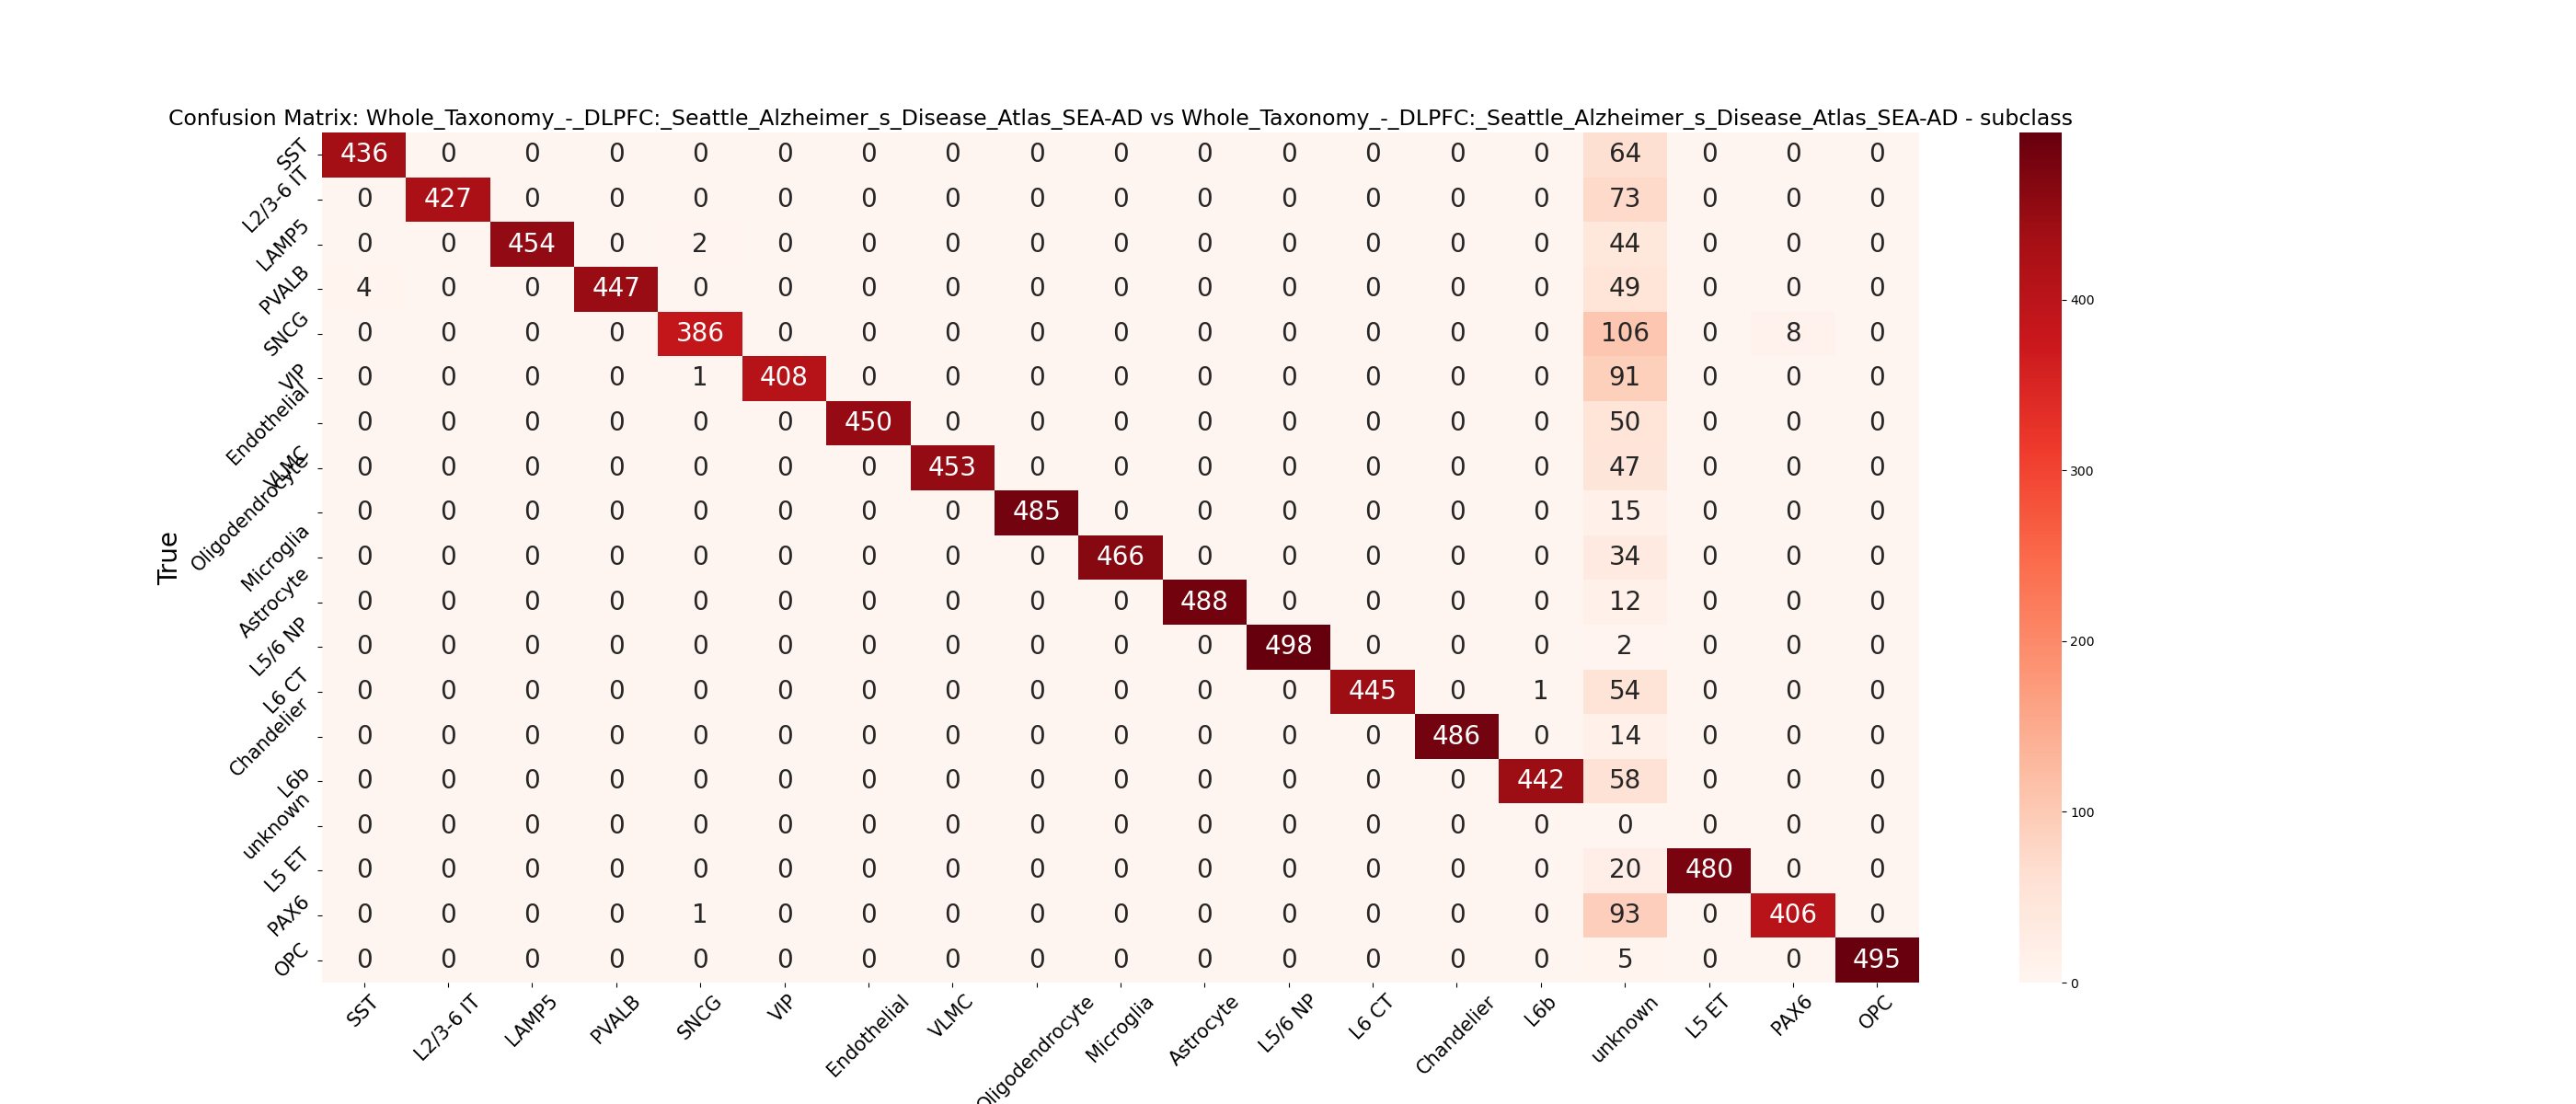 Confusion Matrix: Whole_Taxonomy_-_DLPFC:_Seattle_Alzheimer_s_Disease_Atlas_SEA-AD vs Whole_Taxonomy_-_DLPFC:_Seattle_Alzheimer_s_Disease_Atlas_SEA-AD - subclass
SST 436 0 0 0 0 0 0 0 0 0 0 0 0 0 0 64 0 0 0
L2/3-6 IT 0 427 0 0 0 0 0 0 0 0 0 0 0 0 0 73 0 0 0
LAMP5 0 0 454 0 2 0 0 0 0 0 0 0 0 0 0 44 0 0 0
PVALB 4 0 0 447 0 0 0 0 0 0 0 0 0 0 0 49 0 0 0
SNCG 0 0 0 0 386 0 0 0 0 0 0 0 0 0 0 106 0 8 0
VIP 0 0 0 0 1 408 0 0 0 0 0 0 0 0 0 91 0 0 0
Endothelial 0 0 0 0 0 0 450 0 0 0 0 0 0 0 0 50 0 0 0
VLMC 0 0 0 0 0 0 0 453 0 0 0 0 0 0 0 47 0 0 0
Oligodendrocyte 0 0 0 0 0 0 0 0 485 0 0 0 0 0 0 15 0 0 0
Microglia 0 0 0 0 0 0 0 0 0 466 0 0 0 0 0 34 0 0 0
Astrocyte 0 0 0 0 0 0 0 0 0 0 488 0 0 0 0 12 0 0 0
L5/6 NP 0 0 0 0 0 0 0 0 0 0 0 498 0 0 0 2 0 0 0
L6 CT 0 0 0 0 0 0 0 0 0 0 0 0 445 0 1 54 0 0 0
Chandelier 0 0 0 0 0 0 0 0 0 0 0 0 0 486 0 14 0 0 0
L6b 0 0 0 0 0 0 0 0 0 0 0 0 0 0 442 58 0 0 0
unknown 0 0 0 0 0 0 0 0 0 0 0 0 0 0 0 0 0 0 0
L5 ET 0 0 0 0 0 0 0 0 0 0 0 0 0 0 0 20 480 0 0
PAX6 0 0 0 0 1 0 0 0 0 0 0 0 0 0 0 93 0 406 0
OPC 0 0 0 0 0 0 0 0 0 0 0 0 0 0 0 5 0 0 495
True
SST L2/3-6 IT LAMP5 PVALB SNCG VIP Endothelial VLMC Oligodendrocyte Microglia Astrocyte L5/6 NP L6 CT Chandelier L6b unknown L5 ET PAX6 OPC
400
300
200
100
0